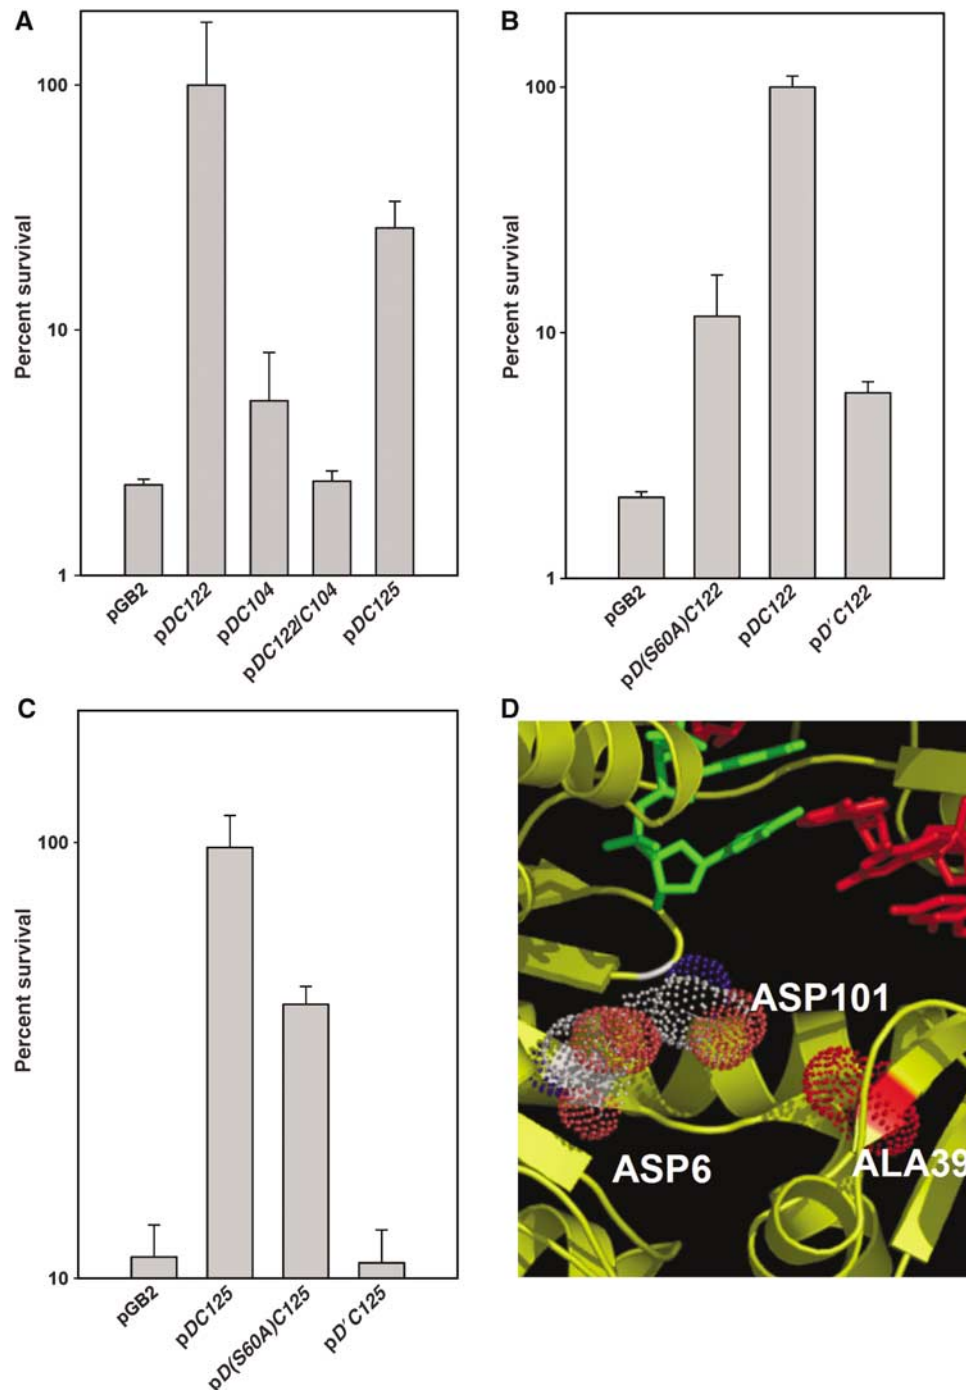 A
Percent survival
100
10
1
pGB2
pDC122
pDC104
pDC122/C104
pDC125
B
Percent survival
100
10
1
pGB2
pD(S60A)C122
pDC122
pD′C122
C
Percent survival
100
10
pGB2
pDC125
pD(S60A)C125
pD′C125
D
ASP101
ASP6
ALA39